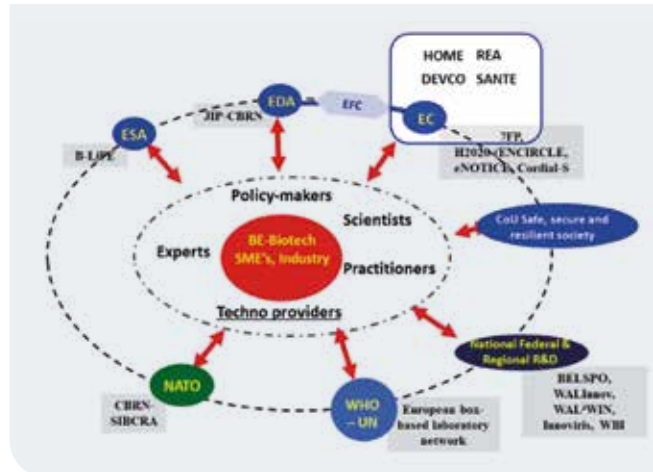 HOME REA
DEVCO SANTE
EDA
EFC
EC
JIP-CBRN
ESA
B-LiFE
7FP,
H2020-(ENCIRCLE,
eNOTICE, Cordial-S
Policy-makers
Scientists
CoU Safe, secure and
resilient society
Experts
BE-Biotech
SME's, Industry
Practitioners
Techno providers
National Federal &
Regional R&D
NATO
CBRN-
SIBCRA
WHO
– UN
European box-
based laboratory
network
BELSPO,
WALInnov,
WAL'WIN,
Innoviris, WBI